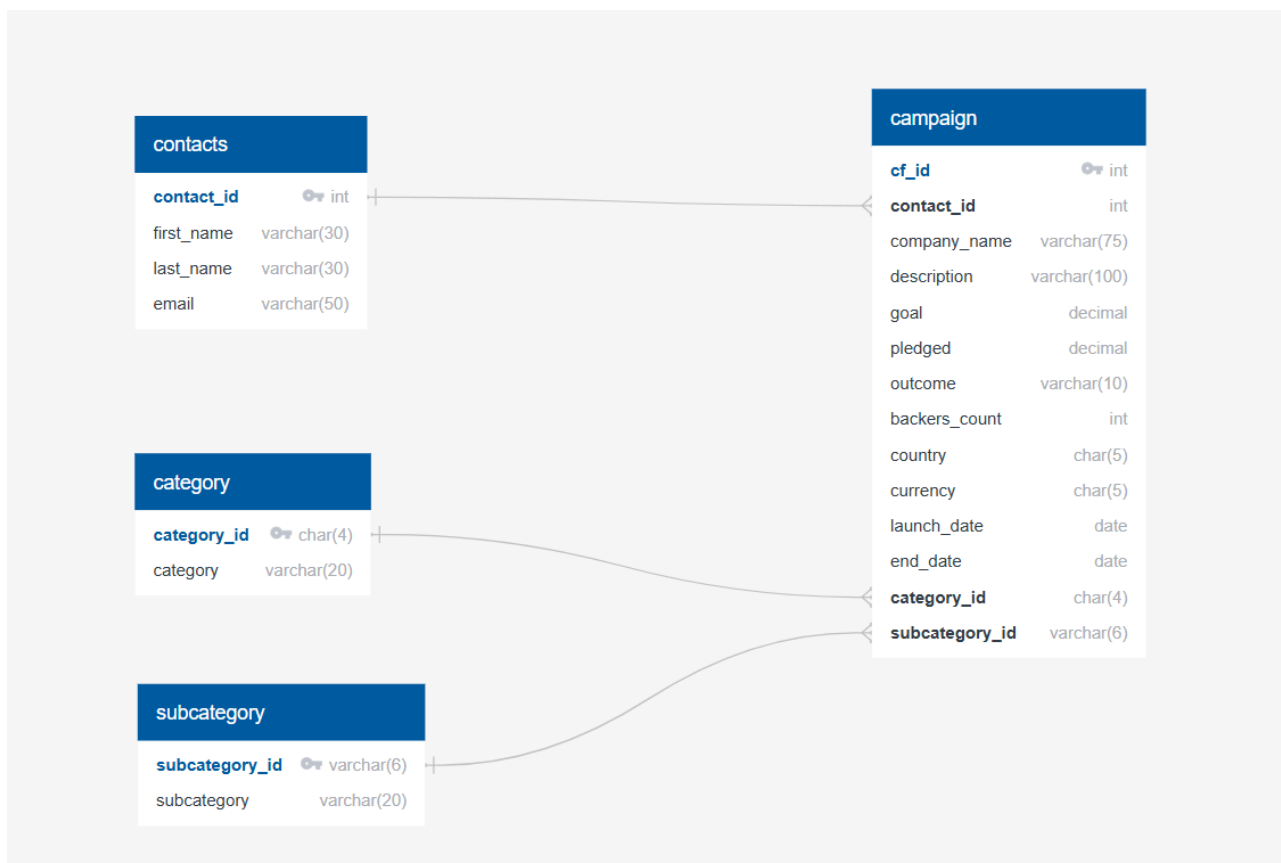 contacts
contact_id int
first_name varchar(30)
last_name varchar(30)
email varchar(50)
category
category_id char(4)
category varchar(20)
subcategory
subcategory_id varchar(6)
subcategory varchar(20)
campaign
cf_id int
contact_id int
company_name varchar(75)
description varchar(100)
goal decimal
pledged decimal
outcome varchar(10)
backers_count int
country char(5)
currency char(5)
launch_date date
end_date date
category_id char(4)
subcategory_id varchar(6)